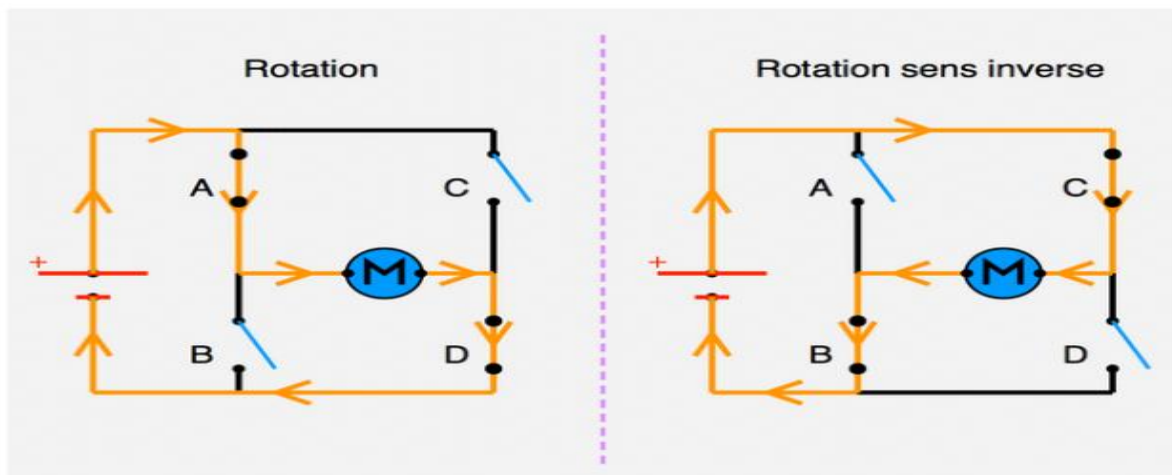 Rotation
A
C
+
M
B
D
Rotation sens inverse
A
C
+
M
B
D